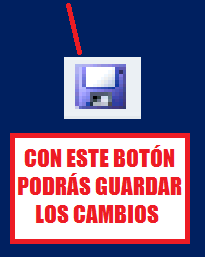 CON ESTE BOTÓN
PODRÁS GUARDAR
LOS CAMBIOS